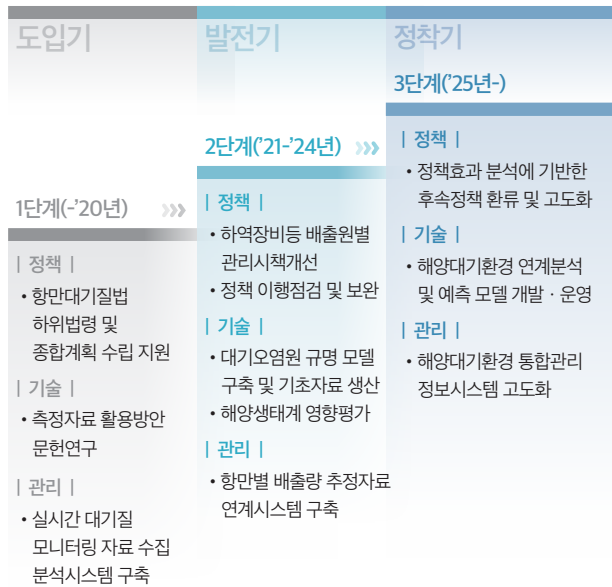 도입기
1단계(-'20년) »»
| 정책 |
• 항만대기질법
하위법령 및
종합계획 수립 지원
| 기술 |
• 측정자료 활용방안
문헌연구
| 관리 |
• 실시간 대기질
모니터링 자료 수집
분석시스템 구축
발전기
2단계('21-'24년) »»
| 정책 |
• 하역장비등 배출원별
관리시책개선
• 정책 이행점검 및 보완
| 기술 |
• 대기오염원 규명 모델
구축 및 기초자료 생산
• 해양생태계 영향평가
| 관리 |
• 항만별 배출량 추정자료
연계시스템 구축
정착기
3단계('25년-)
| 정책 |
• 정책효과 분석에 기반한
후속정책 환류 및 고도화
| 기술 |
• 해양대기환경 연계분석
및 예측 모델 개발 · 운영
| 관리 |
• 해양대기환경 통합관리
정보시스템 고도화